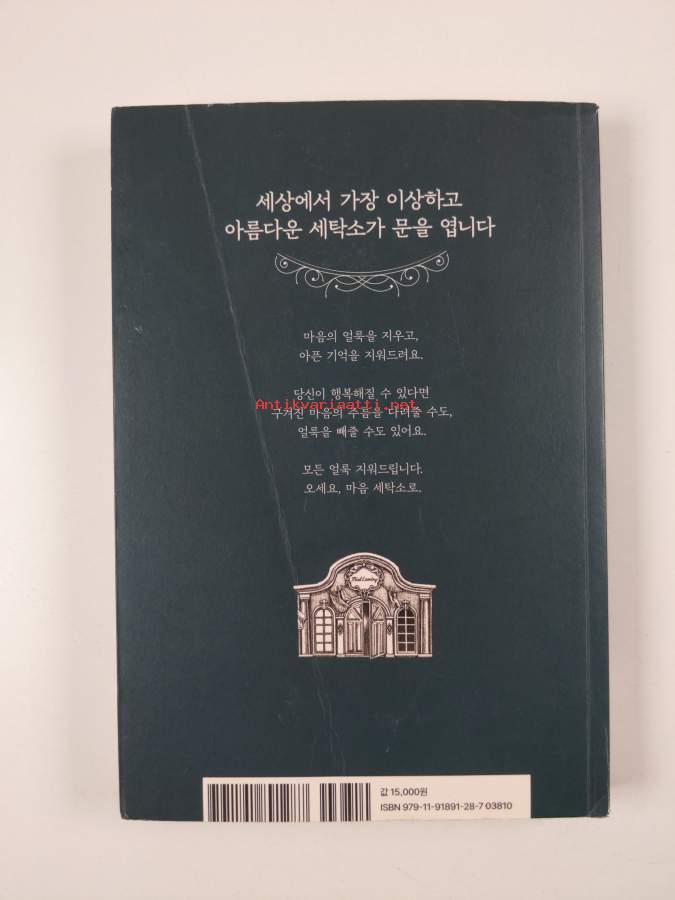 세상에서 가장 이상하고
아름다운 세탁소가 문을 엽니다
마음의 얼룩을 지우고,
아픈 기억을 지워드려요.
당신이 행복해질 수 있다면
Antikvariaatti.net
구겨진 마음의 주름을 다려줄 수도,
얼룩을 빼줄 수도 있어요.
모든 얼룩 지워드립니다.
오세요, 마음 세탁소로.
값 15,000원
ISBN 979-11-91891-28-7 03810